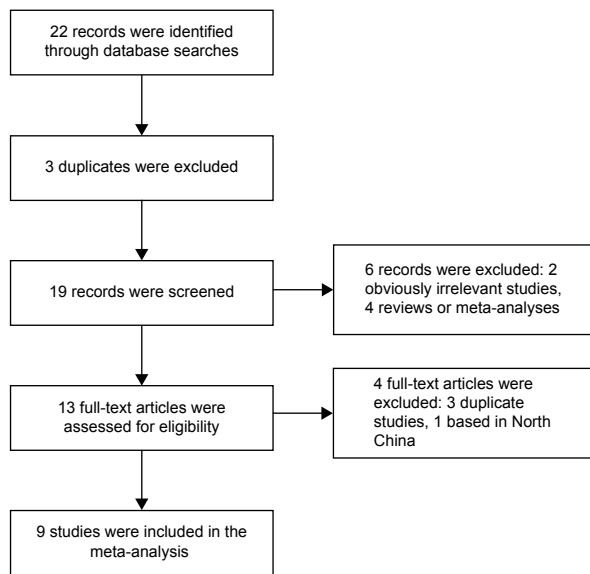 22 records were identified
through database searches
3 duplicates were excluded
19 records were screened
6 records were excluded: 2
obviously irrelevant studies,
4 reviews or meta-analyses
13 full-text articles were
assessed for eligibility
4 full-text articles were
excluded: 3 duplicate
studies, 1 based in North
China
9 studies were included in the
meta-analysis